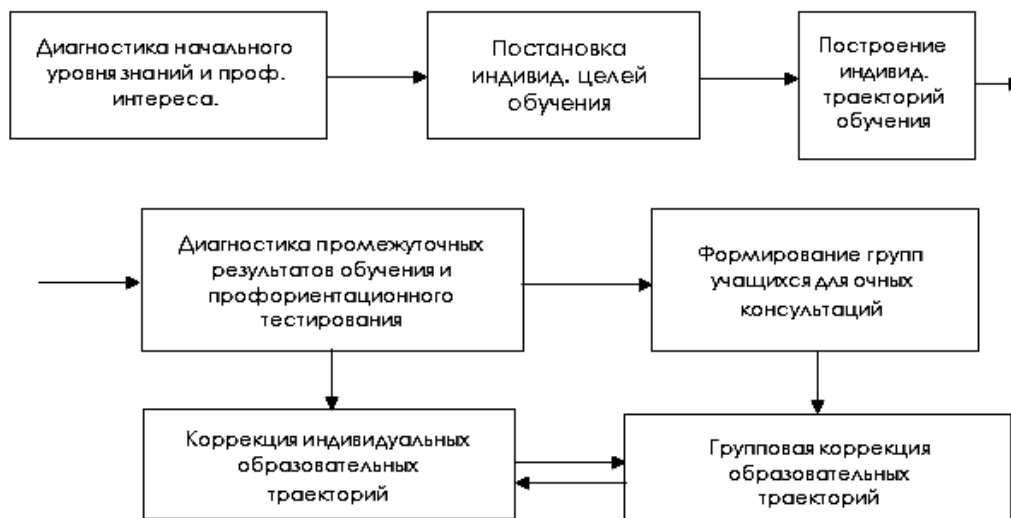 Диагностика начального
уровня знаний и проф.
интереса.
Постановка
индивид. целей
обучения
Построение
индивид.
траекторий
обучения
Диагностика промежуточных
результатов обучения и
профориентационного
тестирования
Формирование групп
учащихся для очных
консультаций
Коррекция индивидуальных
образовательных
траекторий
Групповая коррекция
образовательных
траекторий